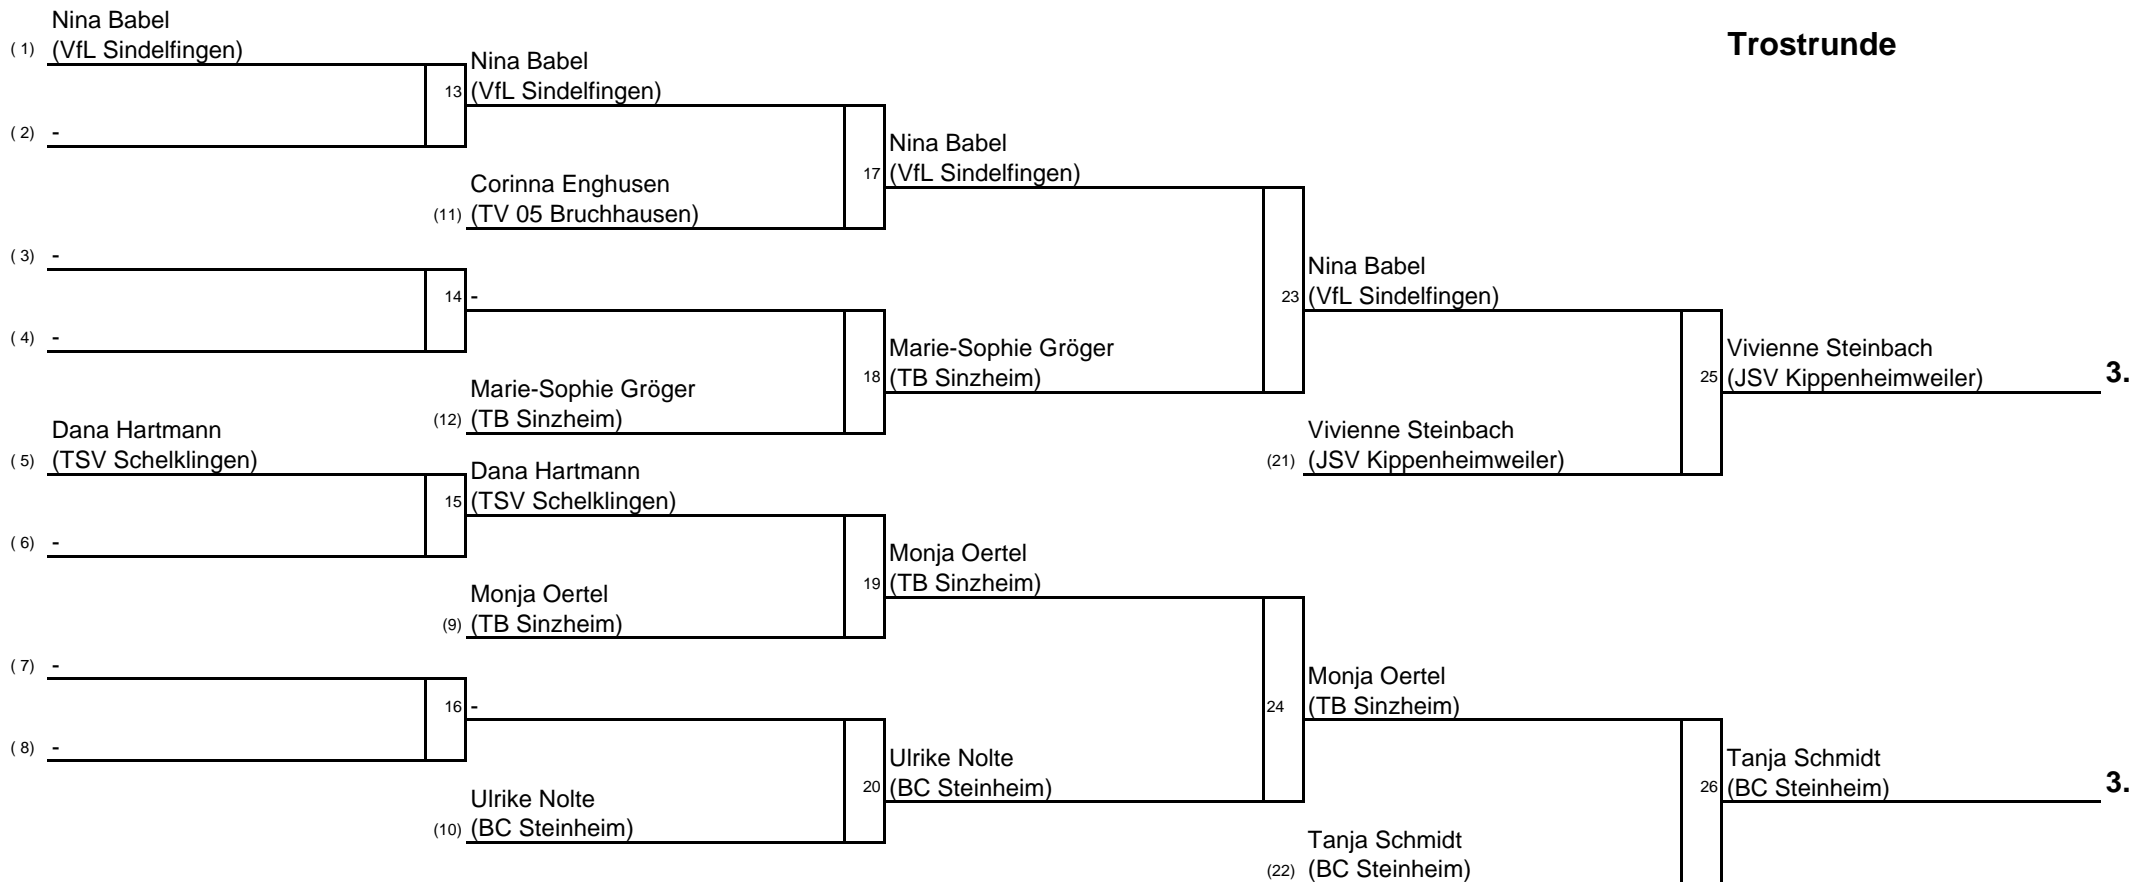 Trostrunde
Nina Babel
( 1) (VfL Sindelfingen)
( 2) -
( 3) -
( 4) -
Dana Hartmann
( 5) (TSV Schelklingen)
( 6) -
( 7) -
( 8) -
Nina Babel
13 (VfL Sindelfingen)
Corinna Enghusen
(11) (TV 05 Bruchhausen)
14 -
Marie-Sophie Gröger
(12) (TB Sinzheim)
Dana Hartmann
15 (TSV Schelklingen)
Monja Oertel
(9) (TB Sinzheim)
16 -
Ulrike Nolte
(10) (BC Steinheim)
Nina Babel
17 (VfL Sindelfingen)
Marie-Sophie Gröger
18 (TB Sinzheim)
Monja Oertel
19 (TB Sinzheim)
Ulrike Nolte
20 (BC Steinheim)
Nina Babel
23 (VfL Sindelfingen)
Vivienne Steinbach
(21) (JSV Kippenheimweiler)
Monja Oertel
24 (TB Sinzheim)
Tanja Schmidt
(22) (BC Steinheim)
Vivienne Steinbach
25 (JSV Kippenheimweiler) 3.
Tanja Schmidt
26 (BC Steinheim) 3.